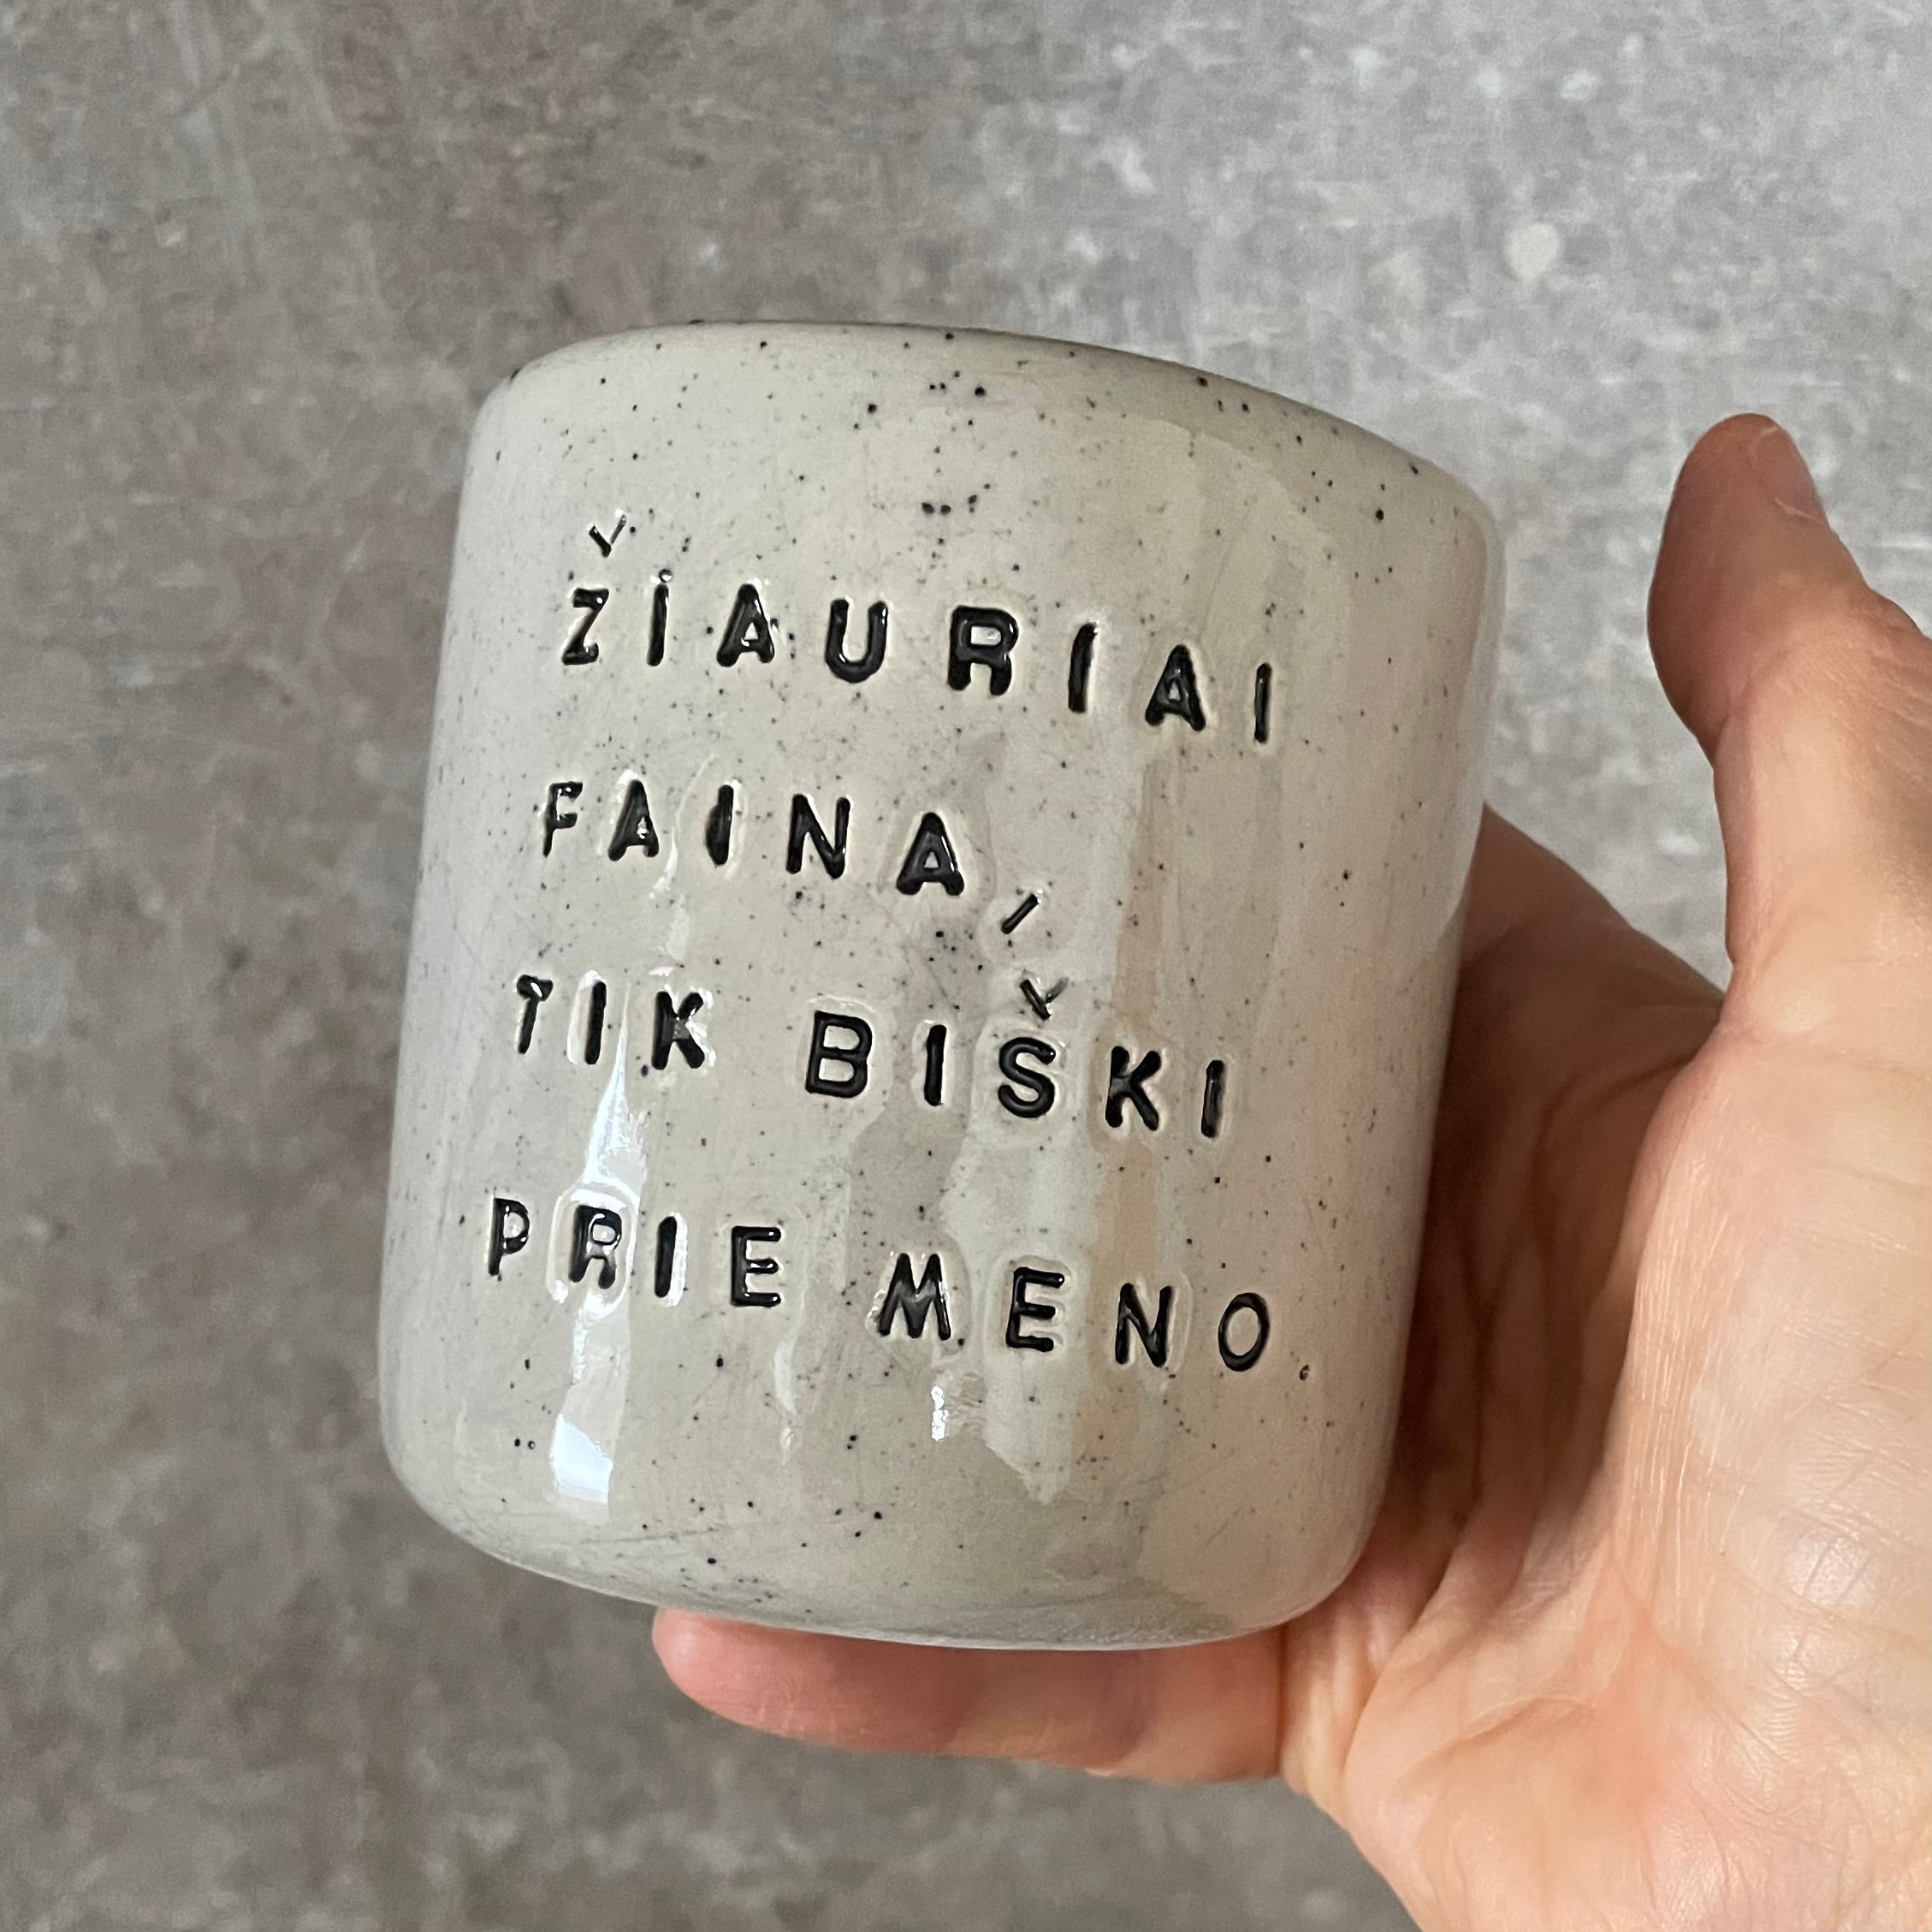 ŽIAURIAI
FAINA,
TIK BIŠKI
PRIE MENO.